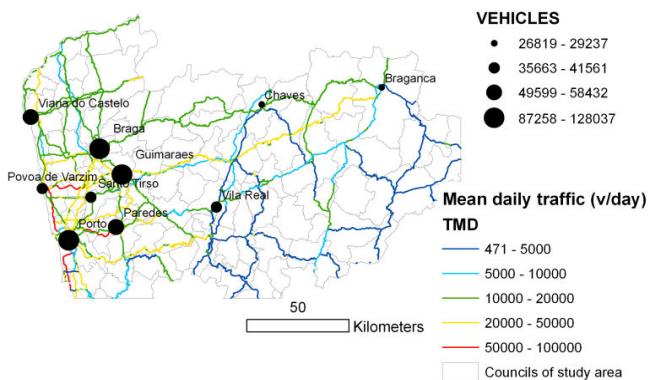 VEHICLES
26819 - 29237
35663 - 41561
49599 - 58432
87258 - 128037
Braganca
Chaves
Viana do Castelo
Braga
Guimaraes
Povoa de Varzim
Santo Tirso
Vila Real
Paredes
Porto
Mean daily traffic (v/day)
TMD
471 - 5000
5000 - 10000
10000 - 20000
20000 - 50000
50000 - 100000
Councils of study area
50
Kilometers